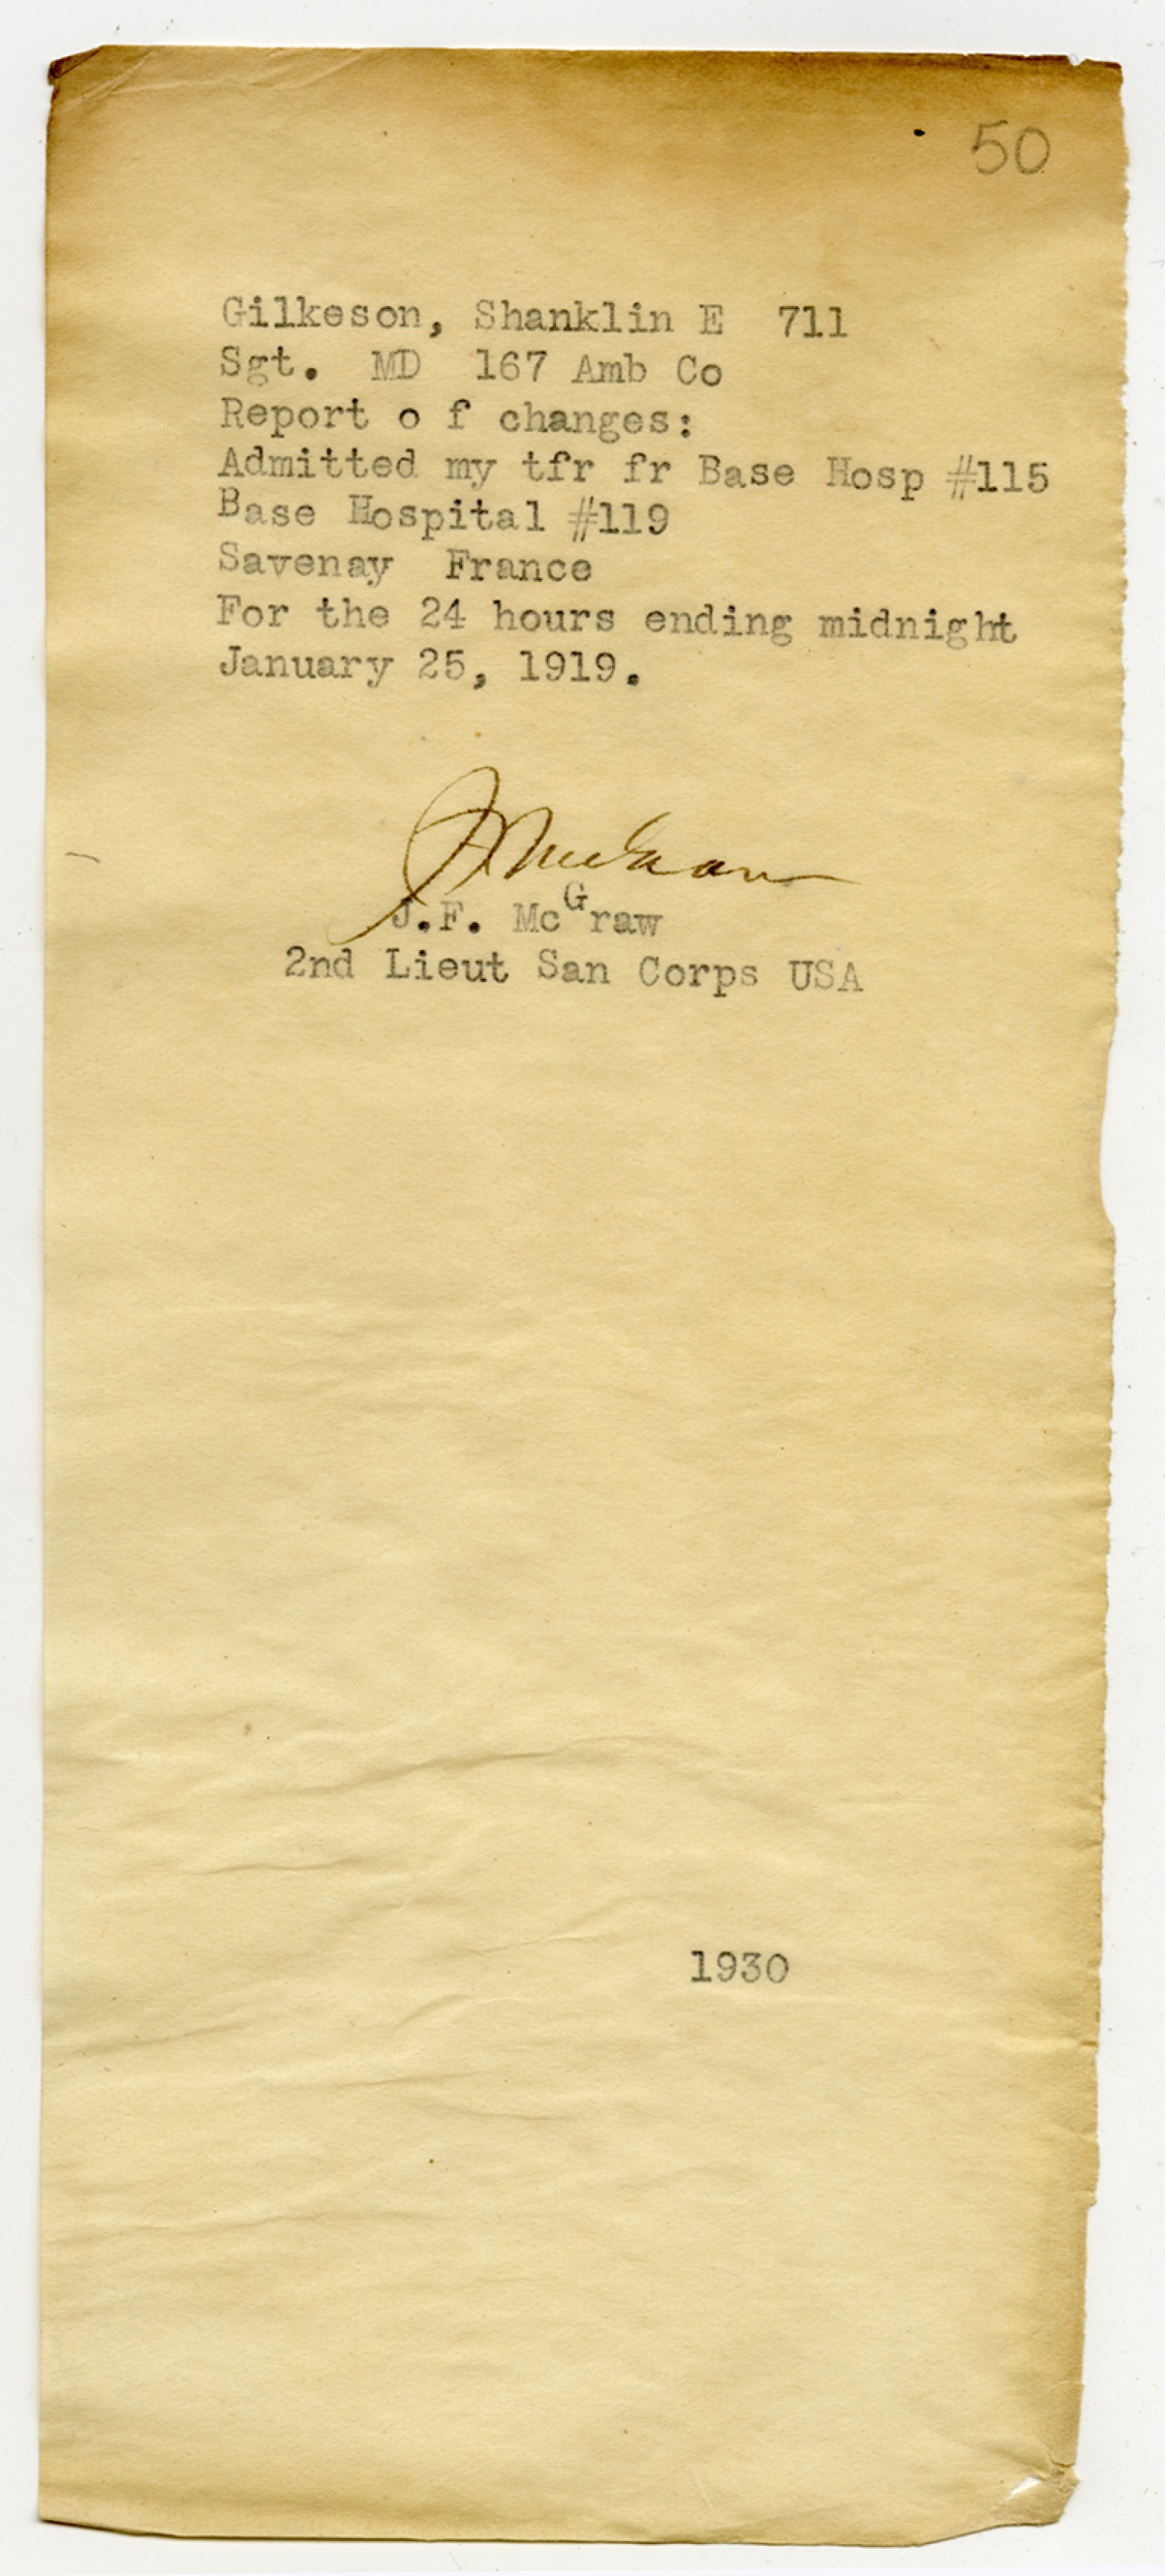 50
Gilkeson, Shanklin E 711
Sgt. MD 167 Amb Co
Report o f changes:
Admitted my tfr fr Base Hosp #115
Base Hospital #119
Savenay France
For the 24 hours ending midnight
January 25, 1919.
J McGraw
J.F. McGraw
2nd Lieut San Corps USA
1930